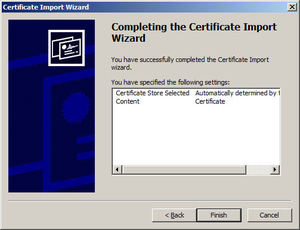 Certificate Import Wizard
Completing the Certificate Import
Wizard
You have successfully completed the Certificate Import
wizard.
You have specified the following settings:
Certificate Store Selected Automatically determined by t
Content Certificate
< Back Finish Cancel